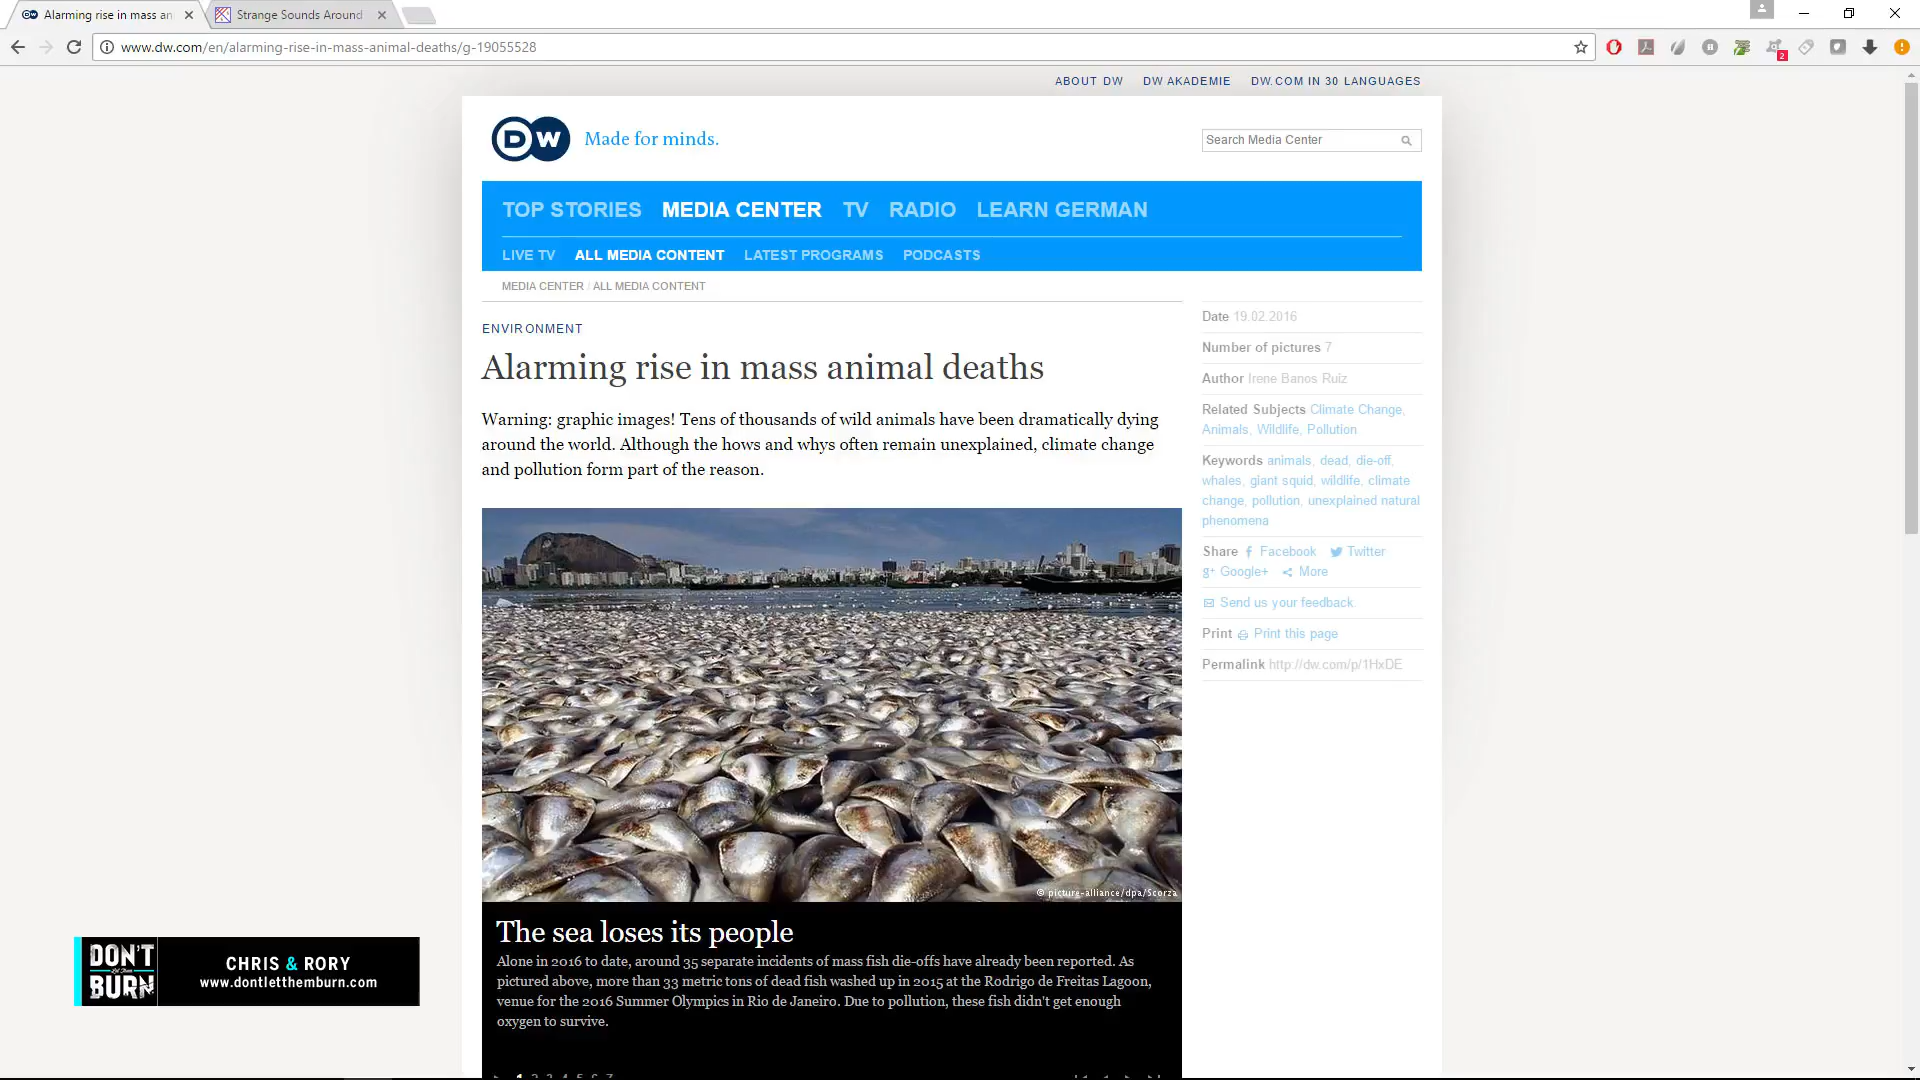 Alarming rise in mass an
Strange Sounds Around
www.dw.com/en/alarming-rise-in-mass-animal-deaths/g-19055528
2
ABOUT DW DW AKADEMIE DW.COM IN 30 LANGUAGES
DW Made for minds.
Search Media Center
TOP STORIES MEDIA CENTER TV RADIO LEARN GERMAN
LIVE TV ALL MEDIA CONTENT LATEST PROGRAMS PODCASTS
MEDIA CENTER / ALL MEDIA CONTENT
ENVIRONMENT
Alarming rise in mass animal deaths
Warning: graphic images! Tens of thousands of wild animals have been dramatically dying
around the world. Although the hows and whys often remain unexplained, climate change
and pollution form part of the reason.
© picture-alliance/dpa/Scorza
The sea loses its people
Alone in 2016 to date, around 35 separate incidents of mass fish die-offs have already been reported. As
pictured above, more than 33 metric tons of dead fish washed up in 2015 at the Rodrigo de Freitas Lagoon,
venue for the 2016 Summer Olympics in Rio de Janeiro. Due to pollution, these fish didn't get enough
oxygen to survive.
Date 19.02.2016
Number of pictures 7
Author Irene Banos Ruiz
Related Subjects Climate Change,
Animals, Wildlife, Pollution
Keywords animals, dead, die-off,
whales, giant squid, wildlife, climate
change, pollution, unexplained natural
phenomena
Share Facebook Twitter
g+ Google+ More
Send us your feedback.
Print Print this page
Permalink http://dw.com/p/1HxDE
DON'T
Let Them
BURN
CHRIS & RORY
www.dontletthemburn.com